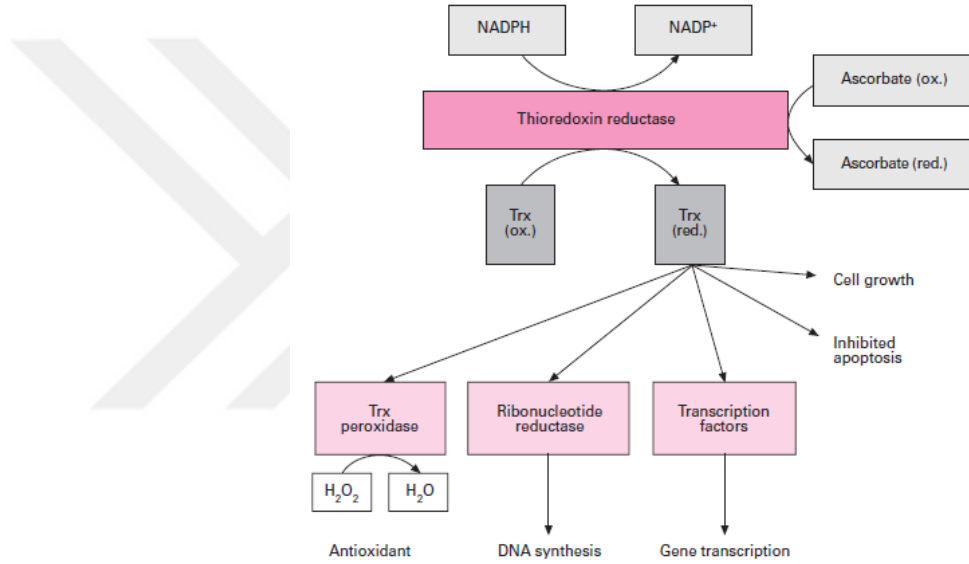 NADPH
NADP+
Ascorbate (ox.)
Thioredoxin reductase
Ascorbate (red.)
Trx
(ox.)
Trx
(red.)
Cell growth
Inhibited
apoptosis
Trx
peroxidase
Ribonucleotide
reductase
Transcription
factors
H2O2
H2O
Antioxidant
DNA synthesis
Gene transcription